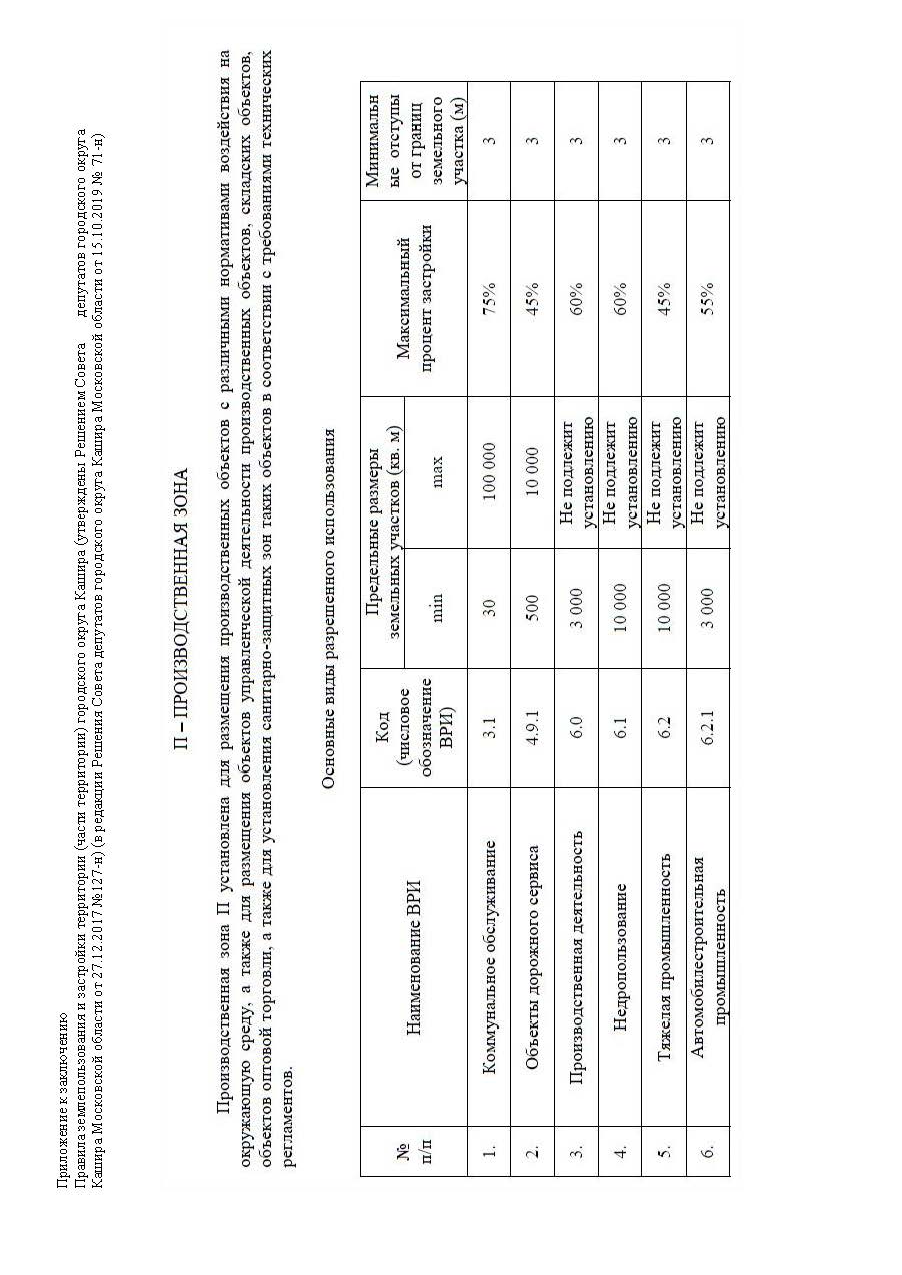 Приложение к заключению
Правила землепользования и застройки территории (части территории) городского округа Кашира (утверждены Решением Совета депутатов городского округа
Кашира Московской области от 27.12.2017 №127-н) (в редакции Решения Совета депутатов городского округа Кашира Московской области от 15.10.2019 № 71-н)
П – ПРОИЗВОДСТВЕННАЯ ЗОНА
Производственная зона П установлена для размещения производственных объектов с различными нормативами воздействия на
окружающую среду, а также для размещения объектов управленческой деятельности производственных объектов, складских объектов,
объектов оптовой торговли, а также для установления санитарно-защитных зон таких объектов в соответствии с требованиями технических
регламентов.
Основные виды разрешенного использования
№
п/п
Наименование ВРИ
Код
(числовое
обозначение
ВРИ)
Предельные размеры
земельных участков (кв. м)
min
max
Максимальный
процент застройки
Минимальн
ые отступы
от границ
земельного
участка (м)
1. Коммунальное обслуживание 3.1 30 100 000 75% 3
2. Объекты дорожного сервиса 4.9.1 500 10 000 45% 3
3. Производственная деятельность 6.0 3 000 Не подлежит
установлению 60% 3
4. Недропользование 6.1 10 000 Не подлежит
установлению 60% 3
5. Тяжелая промышленность 6.2 10 000 Не подлежит
установлению 45% 3
6. Автомобилестроительная
промышленность 6.2.1 3 000 Не подлежит
установлению 55% 3